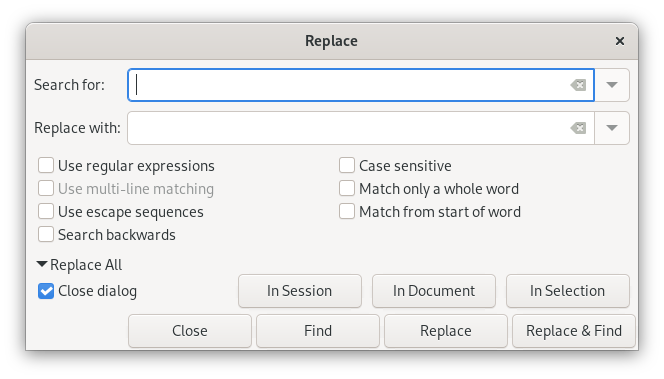 Replace
Search for:
Replace with:
Use regular expressions
Case sensitive
Use multi-line matching
Match only a whole word
Use escape sequences
Match from start of word
Search backwards
Replace All
Close dialog
In Session
In Document
In Selection
Close
Find
Replace
Replace & Find